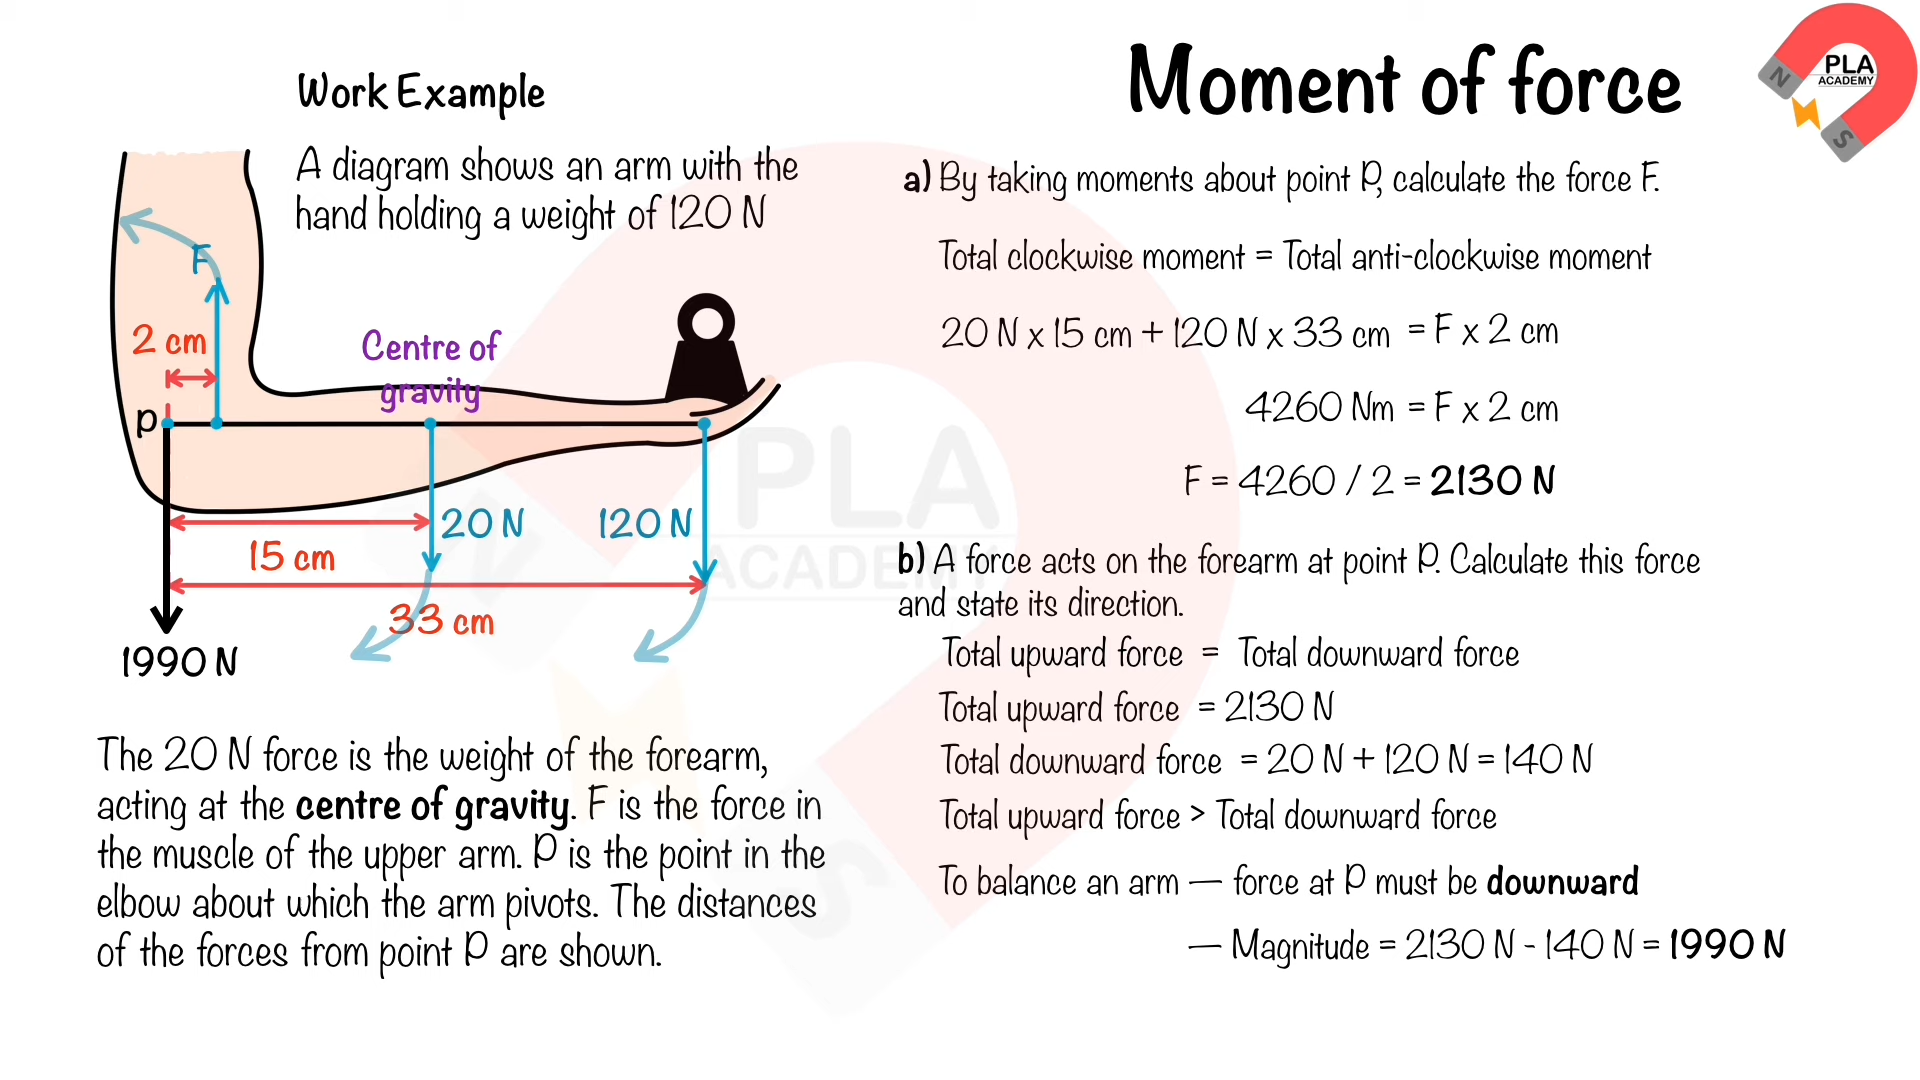 Moment of force
N
PLA
ACADEMY
S
Work Example
A diagram shows an arm with the
hand holding a weight of 120 N
F
2 cm
Centre of
gravity
P
20 N
120 N
15 cm
33 cm
1990 N
The 20 N force is the weight of the forearm,
acting at the centre of gravity. F is the force in
the muscle of the upper arm. P is the point in the
elbow about which the arm pivots. The distances
of the forces from point P are shown.
a) By taking moments about point P, calculate the force F.
Total clockwise moment = Total anti-clockwise moment
20 N x 15 cm + 120 N x 33 cm = F x 2 cm
4260 Nm = F x 2 cm
F = 4260 / 2 = 2130 N
b) A force acts on the forearm at point P. Calculate this force
and state its direction.
Total upward force = Total downward force
Total upward force = 2130 N
Total downward force = 20 N + 120 N = 140 N
Total upward force > Total downward force
To balance an arm — force at P must be downward
— Magnitude = 2130 N - 140 N = 1990 N
N
PLA
ACADEMY
S